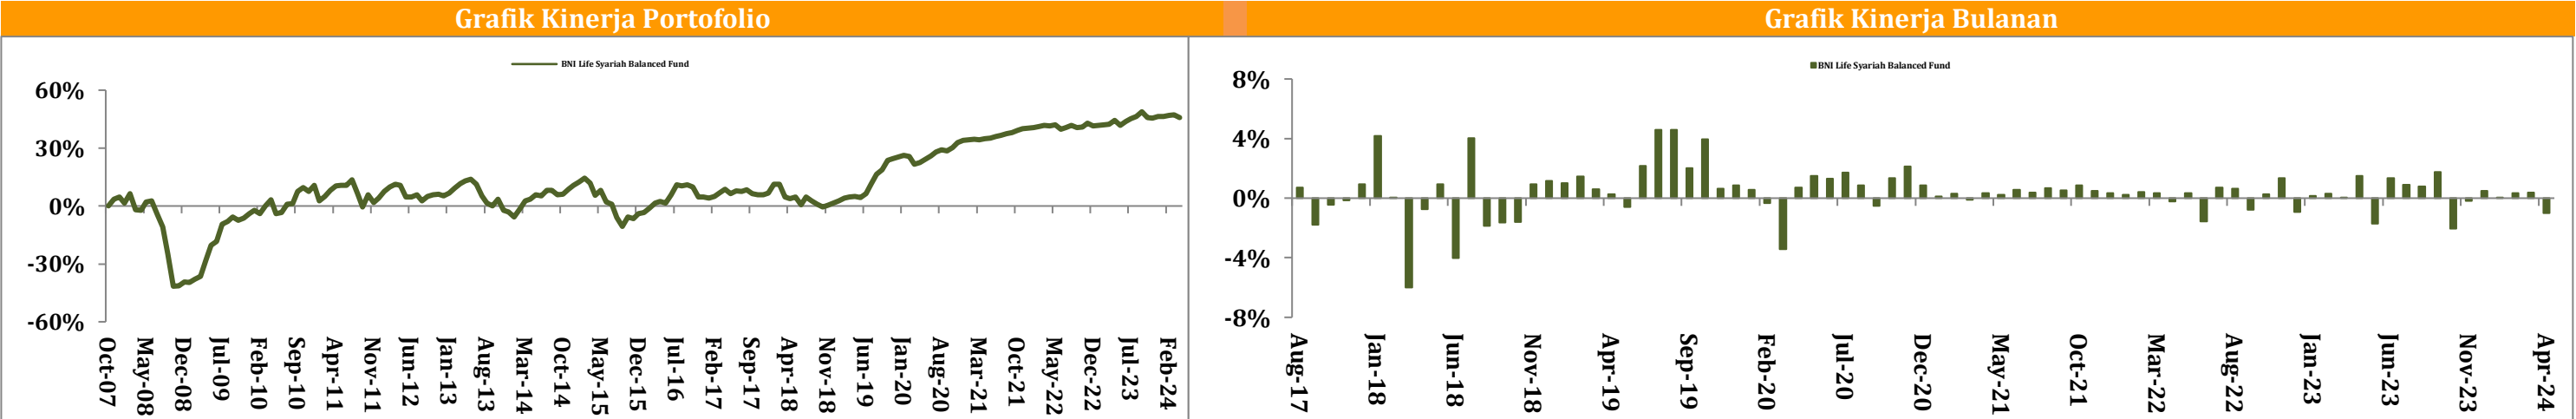 Grafik Kinerja Portofolio
BNI Life Syariah Balanced Fund
60%
30%
0%
-30%
-60%
Oct-07
May-08
Dec-08
Jul-09
Feb-10
Sep-10
Apr-11
Nov-11
Jun-12
Jan-13
Aug-13
Mar-14
Oct-14
May-15
Dec-15
Jul-16
Feb-17
Sep-17
Apr-18
Nov-18
Jun-19
Jan-20
Aug-20
Mar-21
Oct-21
May-22
Dec-22
Jul-23
Feb-24
Grafik Kinerja Bulanan
BNI Life Syariah Balanced Fund
8%
4%
0%
-4%
-8%
Aug-17
Jan-18
Jun-18
Nov-18
Apr-19
Sep-19
Feb-20
Jul-20
Dec-20
May-21
Oct-21
Mar-22
Aug-22
Jan-23
Jun-23
Nov-23
Apr-24